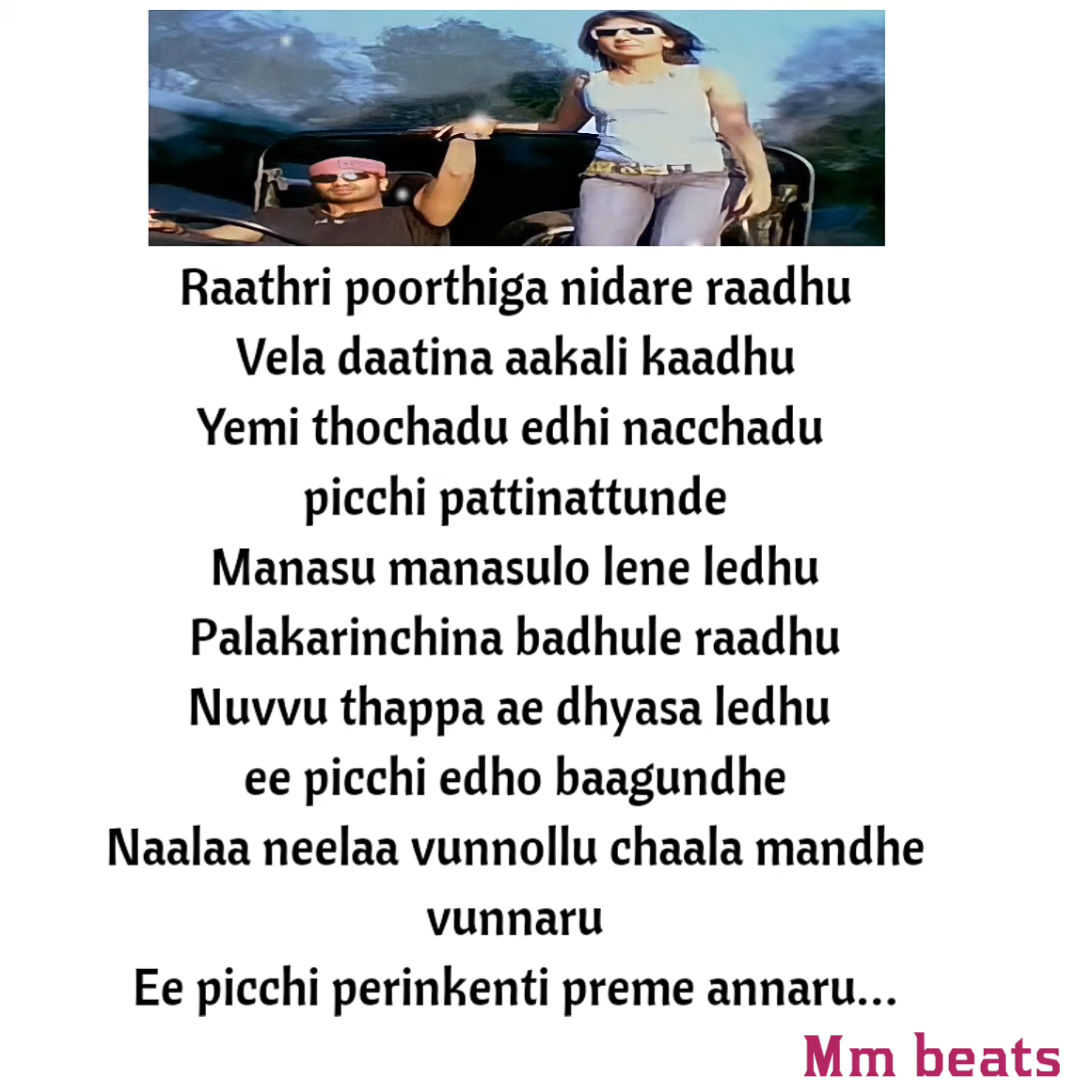 Raathri poorthiga nidare raadhu
Vela daatina aakali kaadhu
Yemi thochadu edhi nacchadu
picchi pattinattunde
Manasu manasulo lene ledhu
Palakarinchina badhule raadhu
Nuvvu thappa ae dhyasa ledhu
ee picchi edho baagundhe
Naalaa neelaa vunnollu chaala mandhe
vunnaru
Ee picchi perinkenti preme annaru...
Mm beats